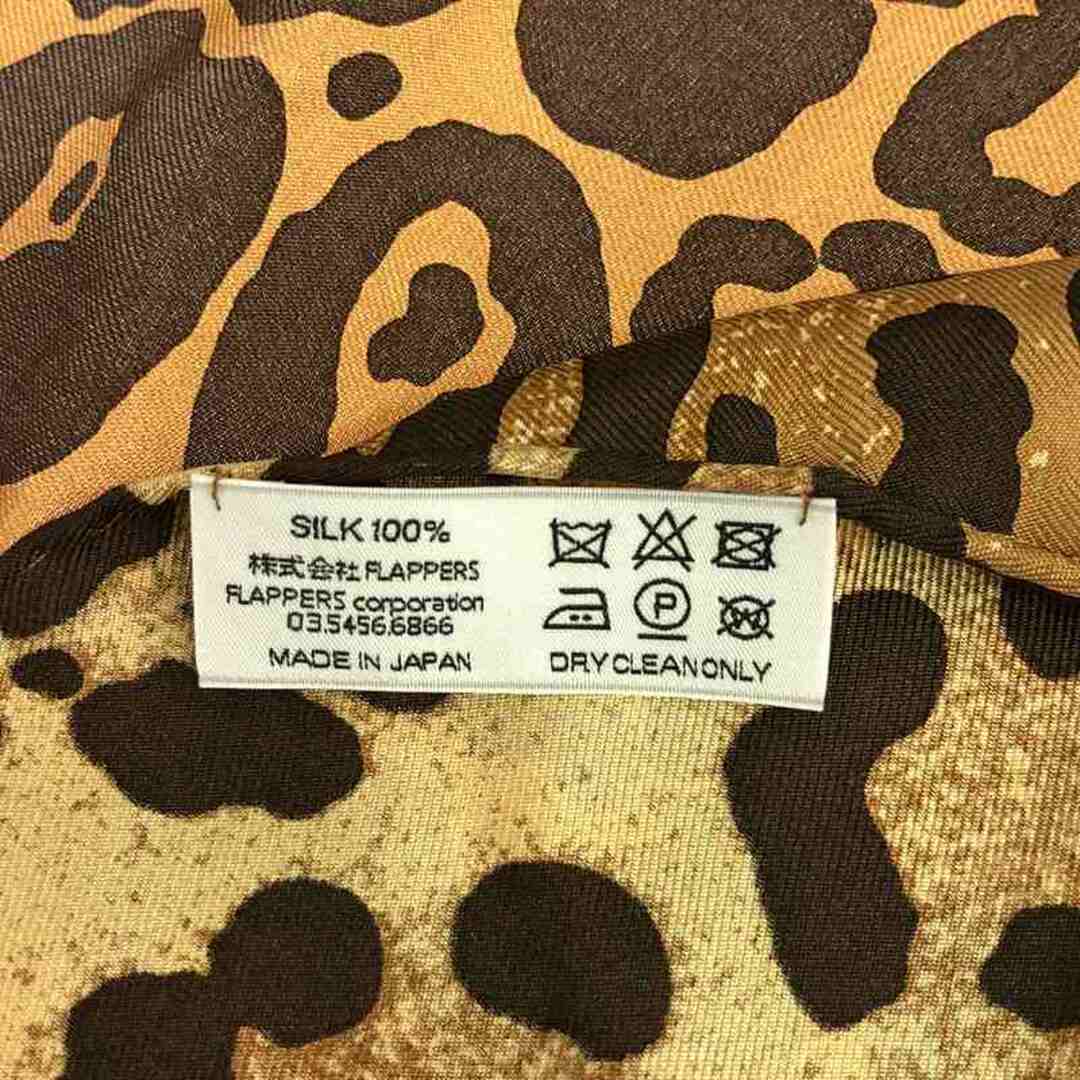 SILK 100%
株式会社 FLAPPERS
FLAPPERS corporation
03.5456.6866
MADE IN JAPAN
P
W
DRY CLEAN ONLY